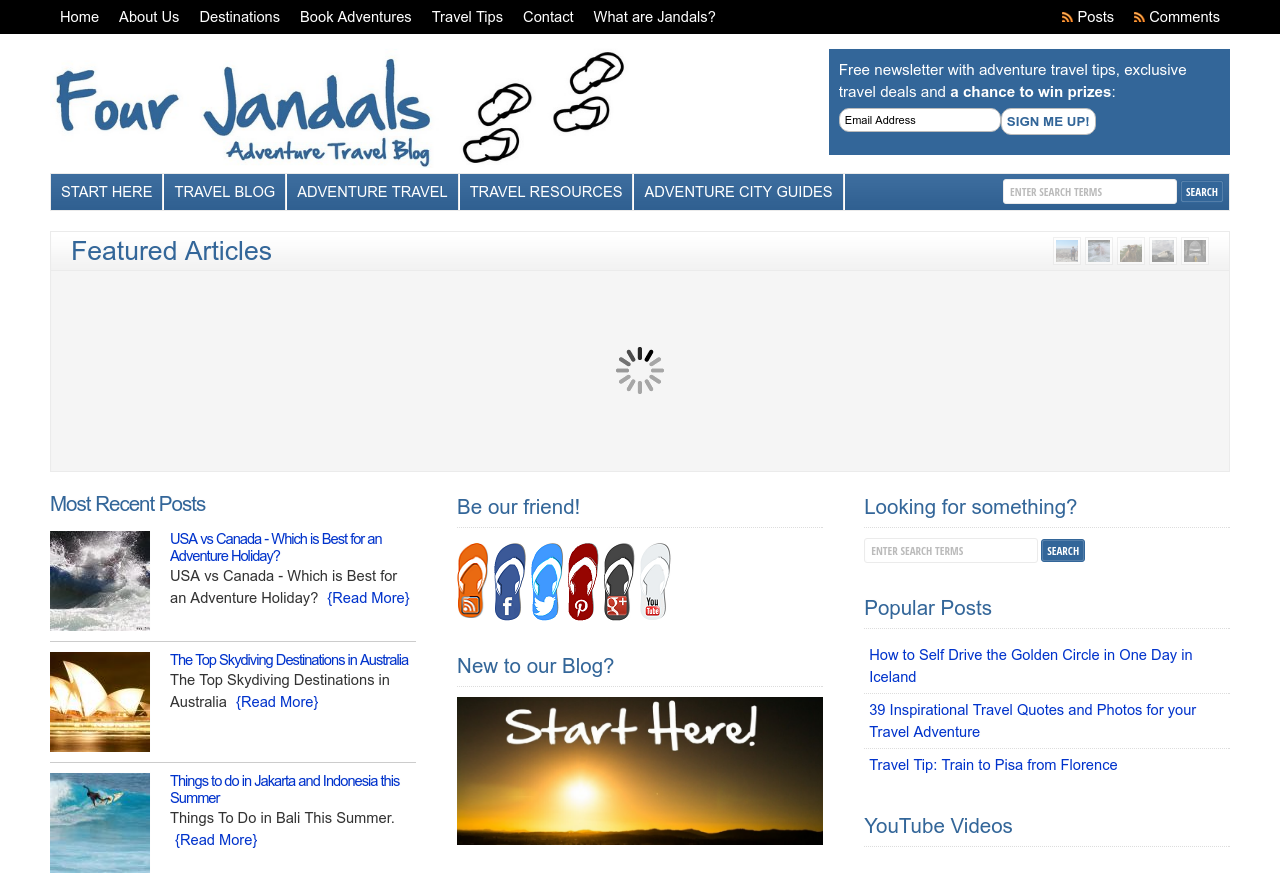 Home About Us Destinations Book Adventures Travel Tips Contact What are Jandals? Posts Comments
Four Jandals
Adventure Travel Blog
Free newsletter with adventure travel tips, exclusive
travel deals and a chance to win prizes:
Email Address SIGN ME UP!
START HERE TRAVEL BLOG ADVENTURE TRAVEL TRAVEL RESOURCES ADVENTURE CITY GUIDES ENTER SEARCH TERMS SEARCH
Featured Articles
Most Recent Posts
USA vs Canada - Which is Best for an
Adventure Holiday?
USA vs Canada - Which is Best for
an Adventure Holiday? {Read More}
The Top Skydiving Destinations in Australia
The Top Skydiving Destinations in
Australia {Read More}
Things to do in Jakarta and Indonesia this
Summer
Things To Do in Bali This Summer.
{Read More}
Be our friend!
f g+ You
Tube
New to our Blog?
Start Here!
Looking for something?
ENTER SEARCH TERMS SEARCH
Popular Posts
How to Self Drive the Golden Circle in One Day in
Iceland
39 Inspirational Travel Quotes and Photos for your
Travel Adventure
Travel Tip: Train to Pisa from Florence
YouTube Videos